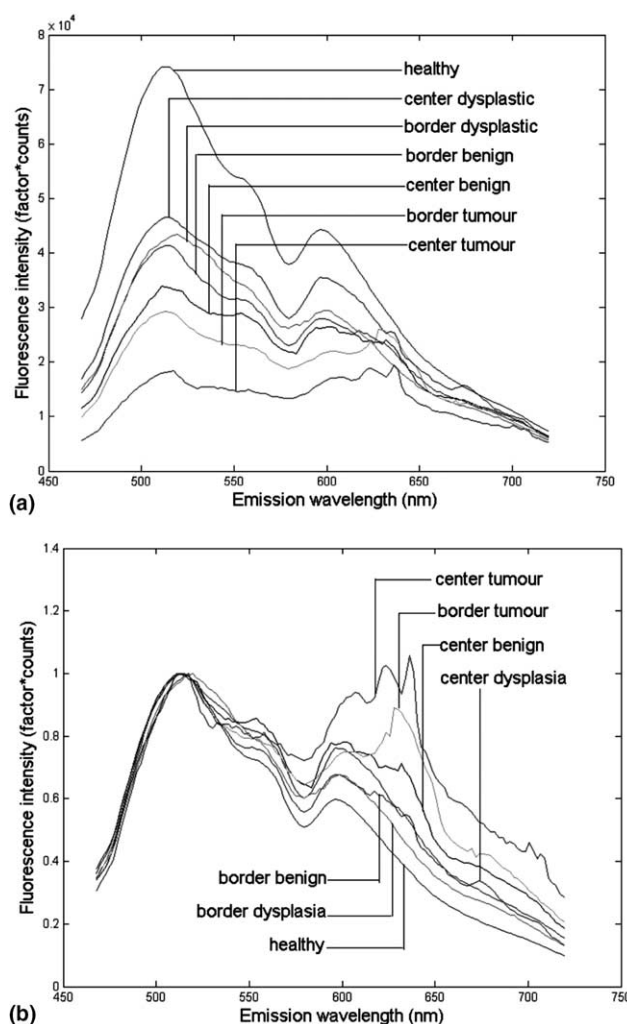 x 10⁴
8
7
6
5
4
3
2
1
0
Fluorescence intensity (factor*counts)
healthy
center dysplastic
border dysplastic
border benign
center benign
border tumour
center tumour
450 500 550 600 650 700 750
Emission wavelength (nm)
(a)
1.4
1.2
1
0.8
0.6
0.4
0.2
0
Fluorescence intensity (factor*counts)
center tumour
border tumour
center benign
center dysplasia
border benign
border dysplasia
healthy
450 500 550 600 650 700 750
Emission wavelength (nm)
(b)